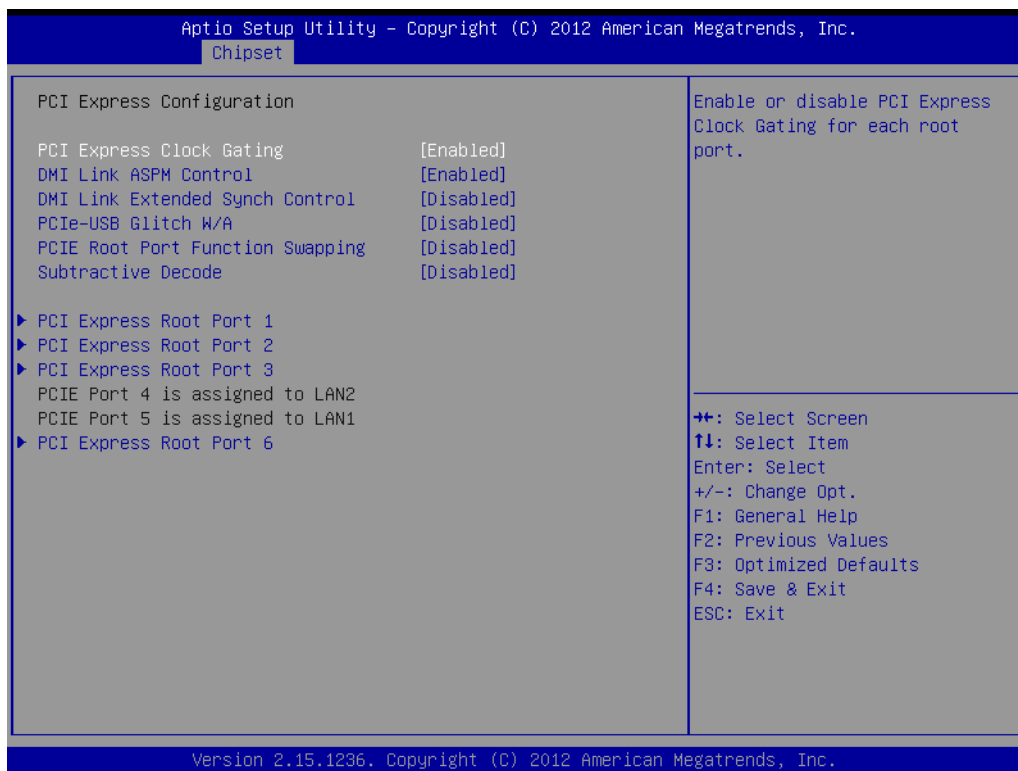 Aptio Setup Utility – Copyright (C) 2012 American Megatrends, Inc.
Chipset
PCI Express Configuration
PCI Express Clock Gating [Enabled]
DMI Link ASPM Control [Enabled]
DMI Link Extended Synch Control [Disabled]
PCIe-USB Glitch W/A [Disabled]
PCIE Root Port Function Swapping [Disabled]
Subtractive Decode [Disabled]
PCI Express Root Port 1
PCI Express Root Port 2
PCI Express Root Port 3
PCIE Port 4 is assigned to LAN2
PCIE Port 5 is assigned to LAN1
PCI Express Root Port 6
Enable or disable PCI Express
Clock Gating for each root
port.
→←: Select Screen
↑↓: Select Item
Enter: Select
+/-: Change Opt.
F1: General Help
F2: Previous Values
F3: Optimized Defaults
F4: Save & Exit
ESC: Exit
Version 2.15.1236. Copyright (C) 2012 American Megatrends, Inc.